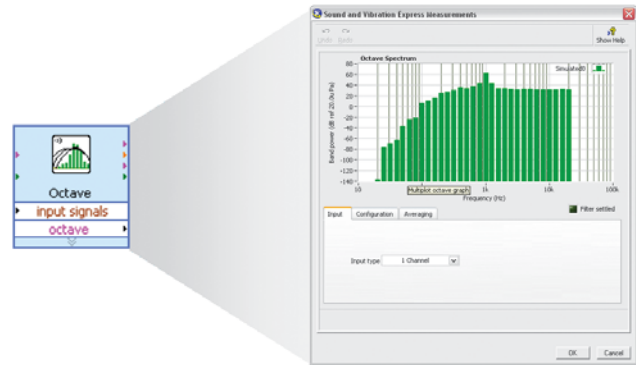 Sound and Vibration Express Measurements
Undo Redo
Show Help
Octave Spectrum
80
60
40
20
0
-20
-40
-60
-80
-100
-120
-140
Band power (dB ref 20.0u Pa)
10
1k
10k
100k
Multiplot octave graph
Frequency (Hz)
Filter settled
Input Configuration Averaging
Input type 1 Channel
OK Cancel
Octave
input signals
octave